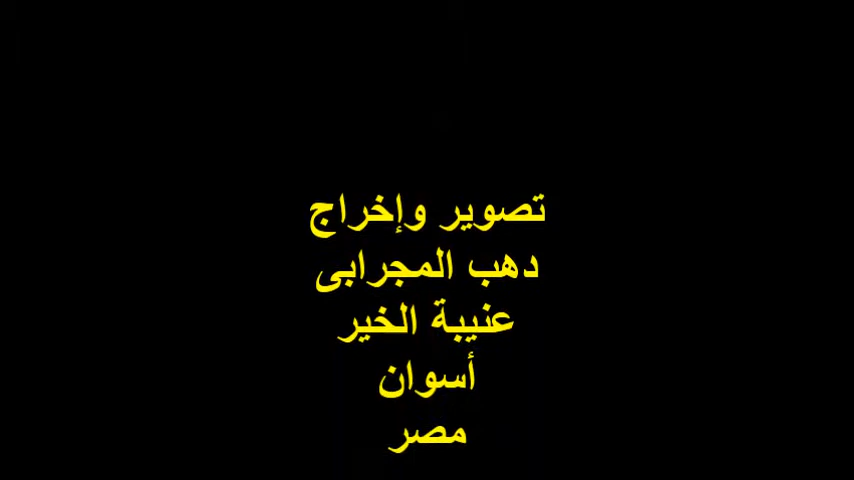 تصوير وإخراج
دهب المجرابى
عنيبة الخير
أسوان
مصر